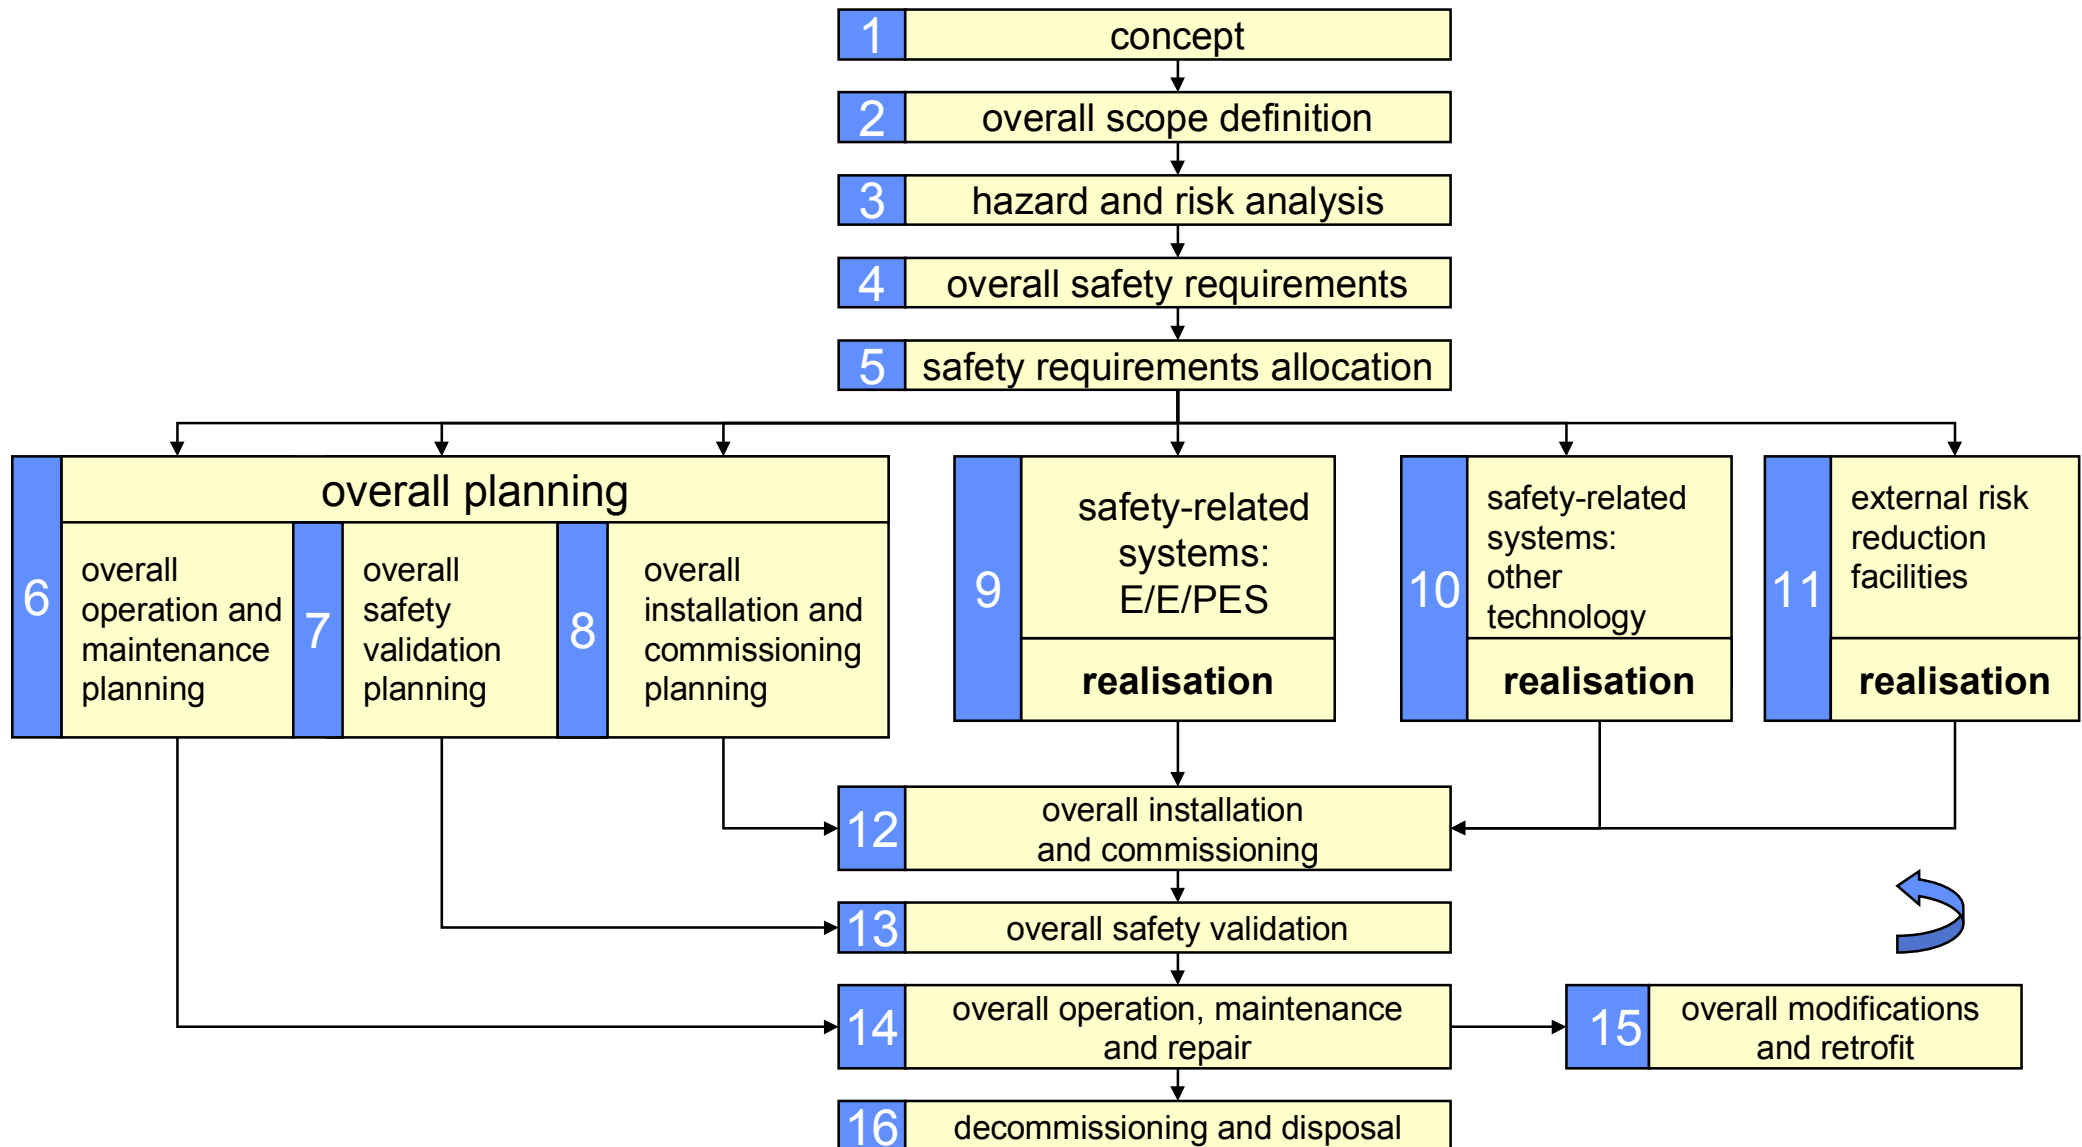 1 concept
2 overall scope definition
3 hazard and risk analysis
4 overall safety requirements
5 safety requirements allocation
overall planning
6
overall
operation and
maintenance
planning
7
overall
safety
validation
planning
8
overall
installation and
commissioning
planning
9
safety-related
systems:
E/E/PES
realisation
10
safety-related
systems:
other
technology
realisation
11
external risk
reduction
facilities
realisation
12
overall installation
and commissioning
13 overall safety validation
14
overall operation, maintenance
and repair
15
overall modifications
and retrofit
16 decommissioning and disposal